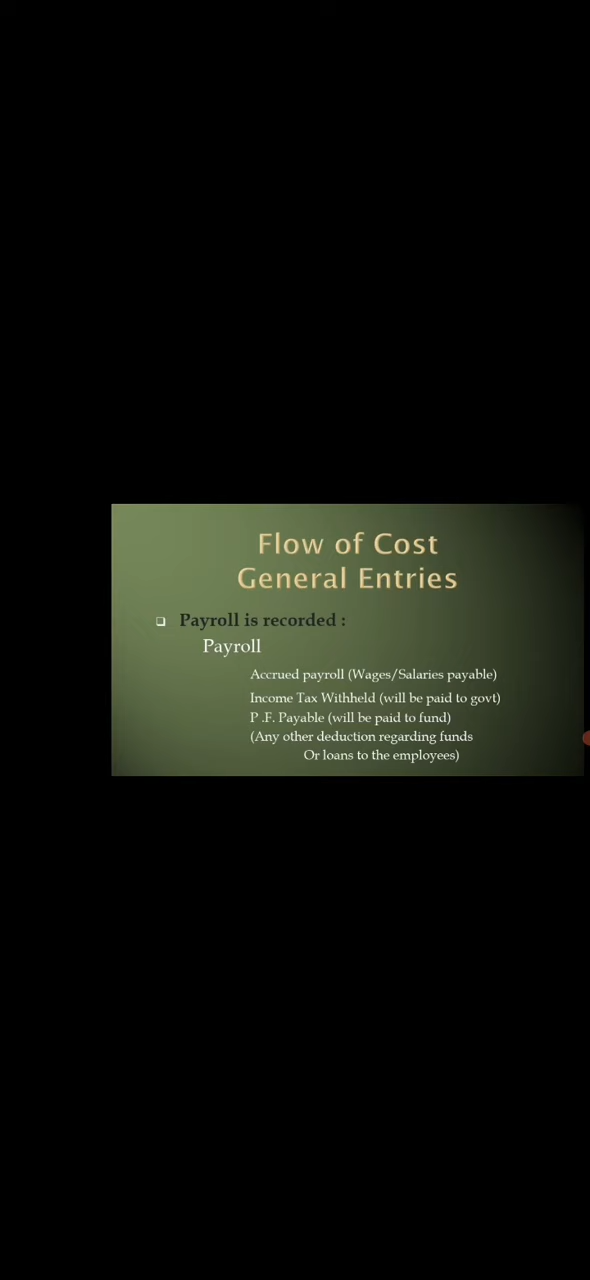 Flow of Cost
General Entries
❑ Payroll is recorded :
Payroll
Accrued payroll (Wages/Salaries payable)
Income Tax Withheld (will be paid to govt)
P .F. Payable (will be paid to fund)
(Any other deduction regarding funds
Or loans to the employees)